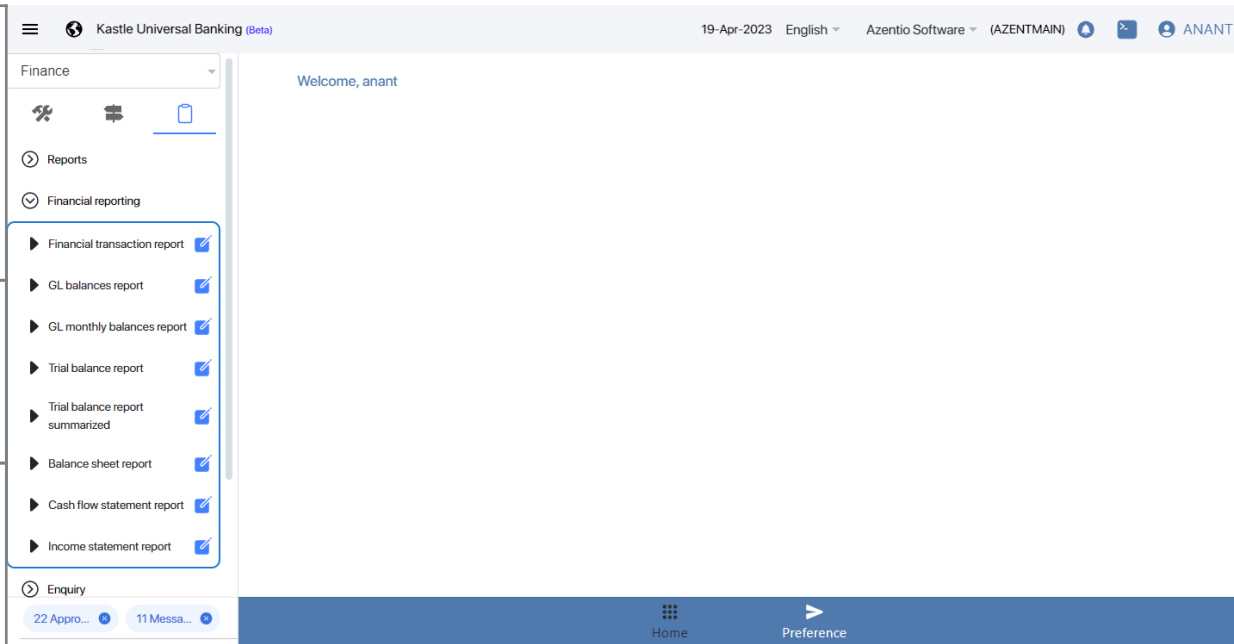 Kastle Universal Banking (Beta)
19-Apr-2023 English Azentio Software (AZENTMAIN) ANANT
Finance
Welcome, anant
Reports
Financial reporting
Financial transaction report
GL balances report
GL monthly balances report
Trial balance report
Trial balance report
summarized
Balance sheet report
Cash flow statement report
Income statement report
Enquiry
22 Appro... 11 Messa...
Home Preference